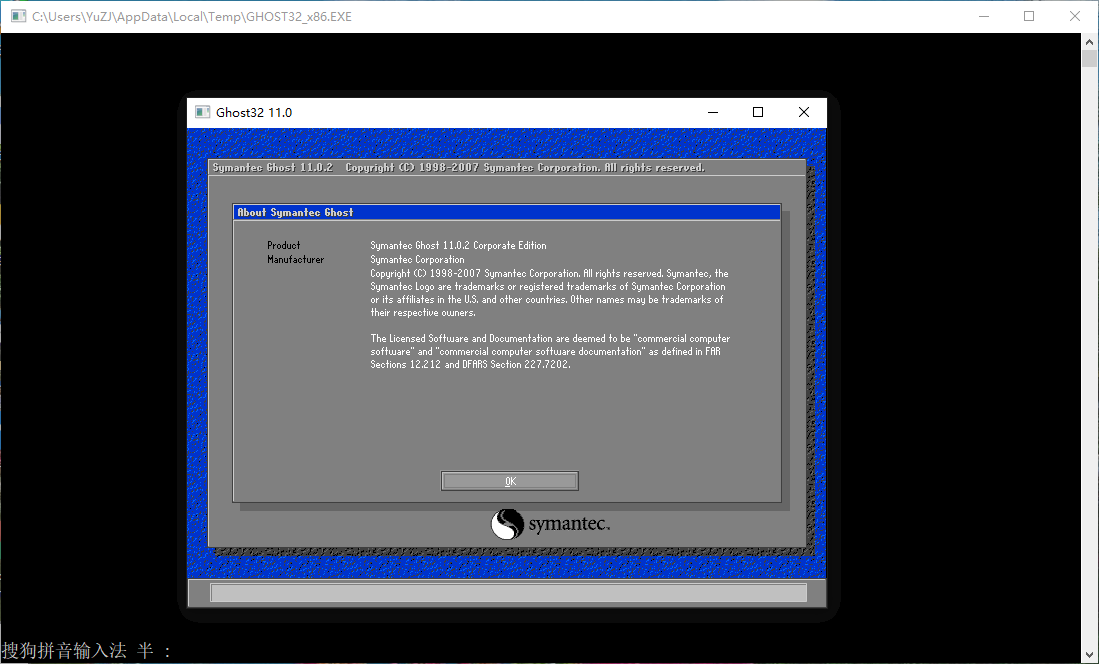 C:\Users\YuZJ\AppData\Local\Temp\GHOST32_x86.EXE
Ghost32 11.0
Symantec Ghost 11.0.2 Copyright (C) 1998-2007 Symantec Corporation. All rights reserved.
About Symantec Ghost
Product Symantec Ghost 11.0.2 Corporate Edition
Manufacturer Symantec Corporation
Copyright (C) 1998-2007 Symantec Corporation. All rights reserved. Symantec, the
Symantec Logo are trademarks or registered trademarks of Symantec Corporation
or its affiliates in the U.S. and other countries. Other names may be trademarks of
their respective owners.
The Licensed Software and Documentation are deemed to be "commercial computer
software" and "commercial computer software documentation" as defined in FAR
Sections 12.212 and DFARS Section 227.7202.
OK
symantec.
搜狗拼音输入法 半 :